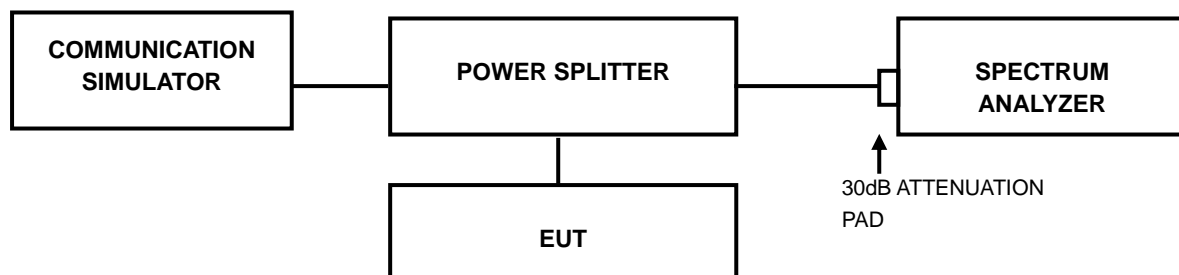 COMMUNICATION
SIMULATOR
POWER SPLITTER
SPECTRUM
ANALYZER
30dB ATTENUATION
PAD
EUT